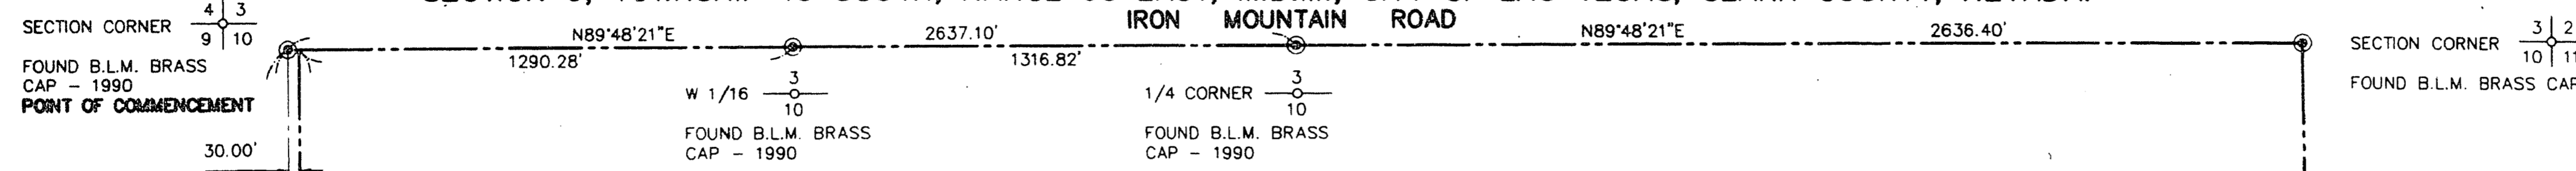 4 3
SECTION CORNER
9 10
FOUND B.L.M. BRASS
CAP - 1990
POINT OF COMMENCEMENT
30.00'
IRON MOUNTAIN ROAD
N89°48'21"E
2637.10'
N89°48'21"E
2636.40'
1290.28'
1316.82'
3
W 1/16
10
FOUND B.L.M. BRASS
CAP - 1990
3
1/4 CORNER
10
FOUND B.L.M. BRASS
CAP - 1990
3 2
SECTION CORNER
10 11
FOUND B.L.M. BRASS CAP